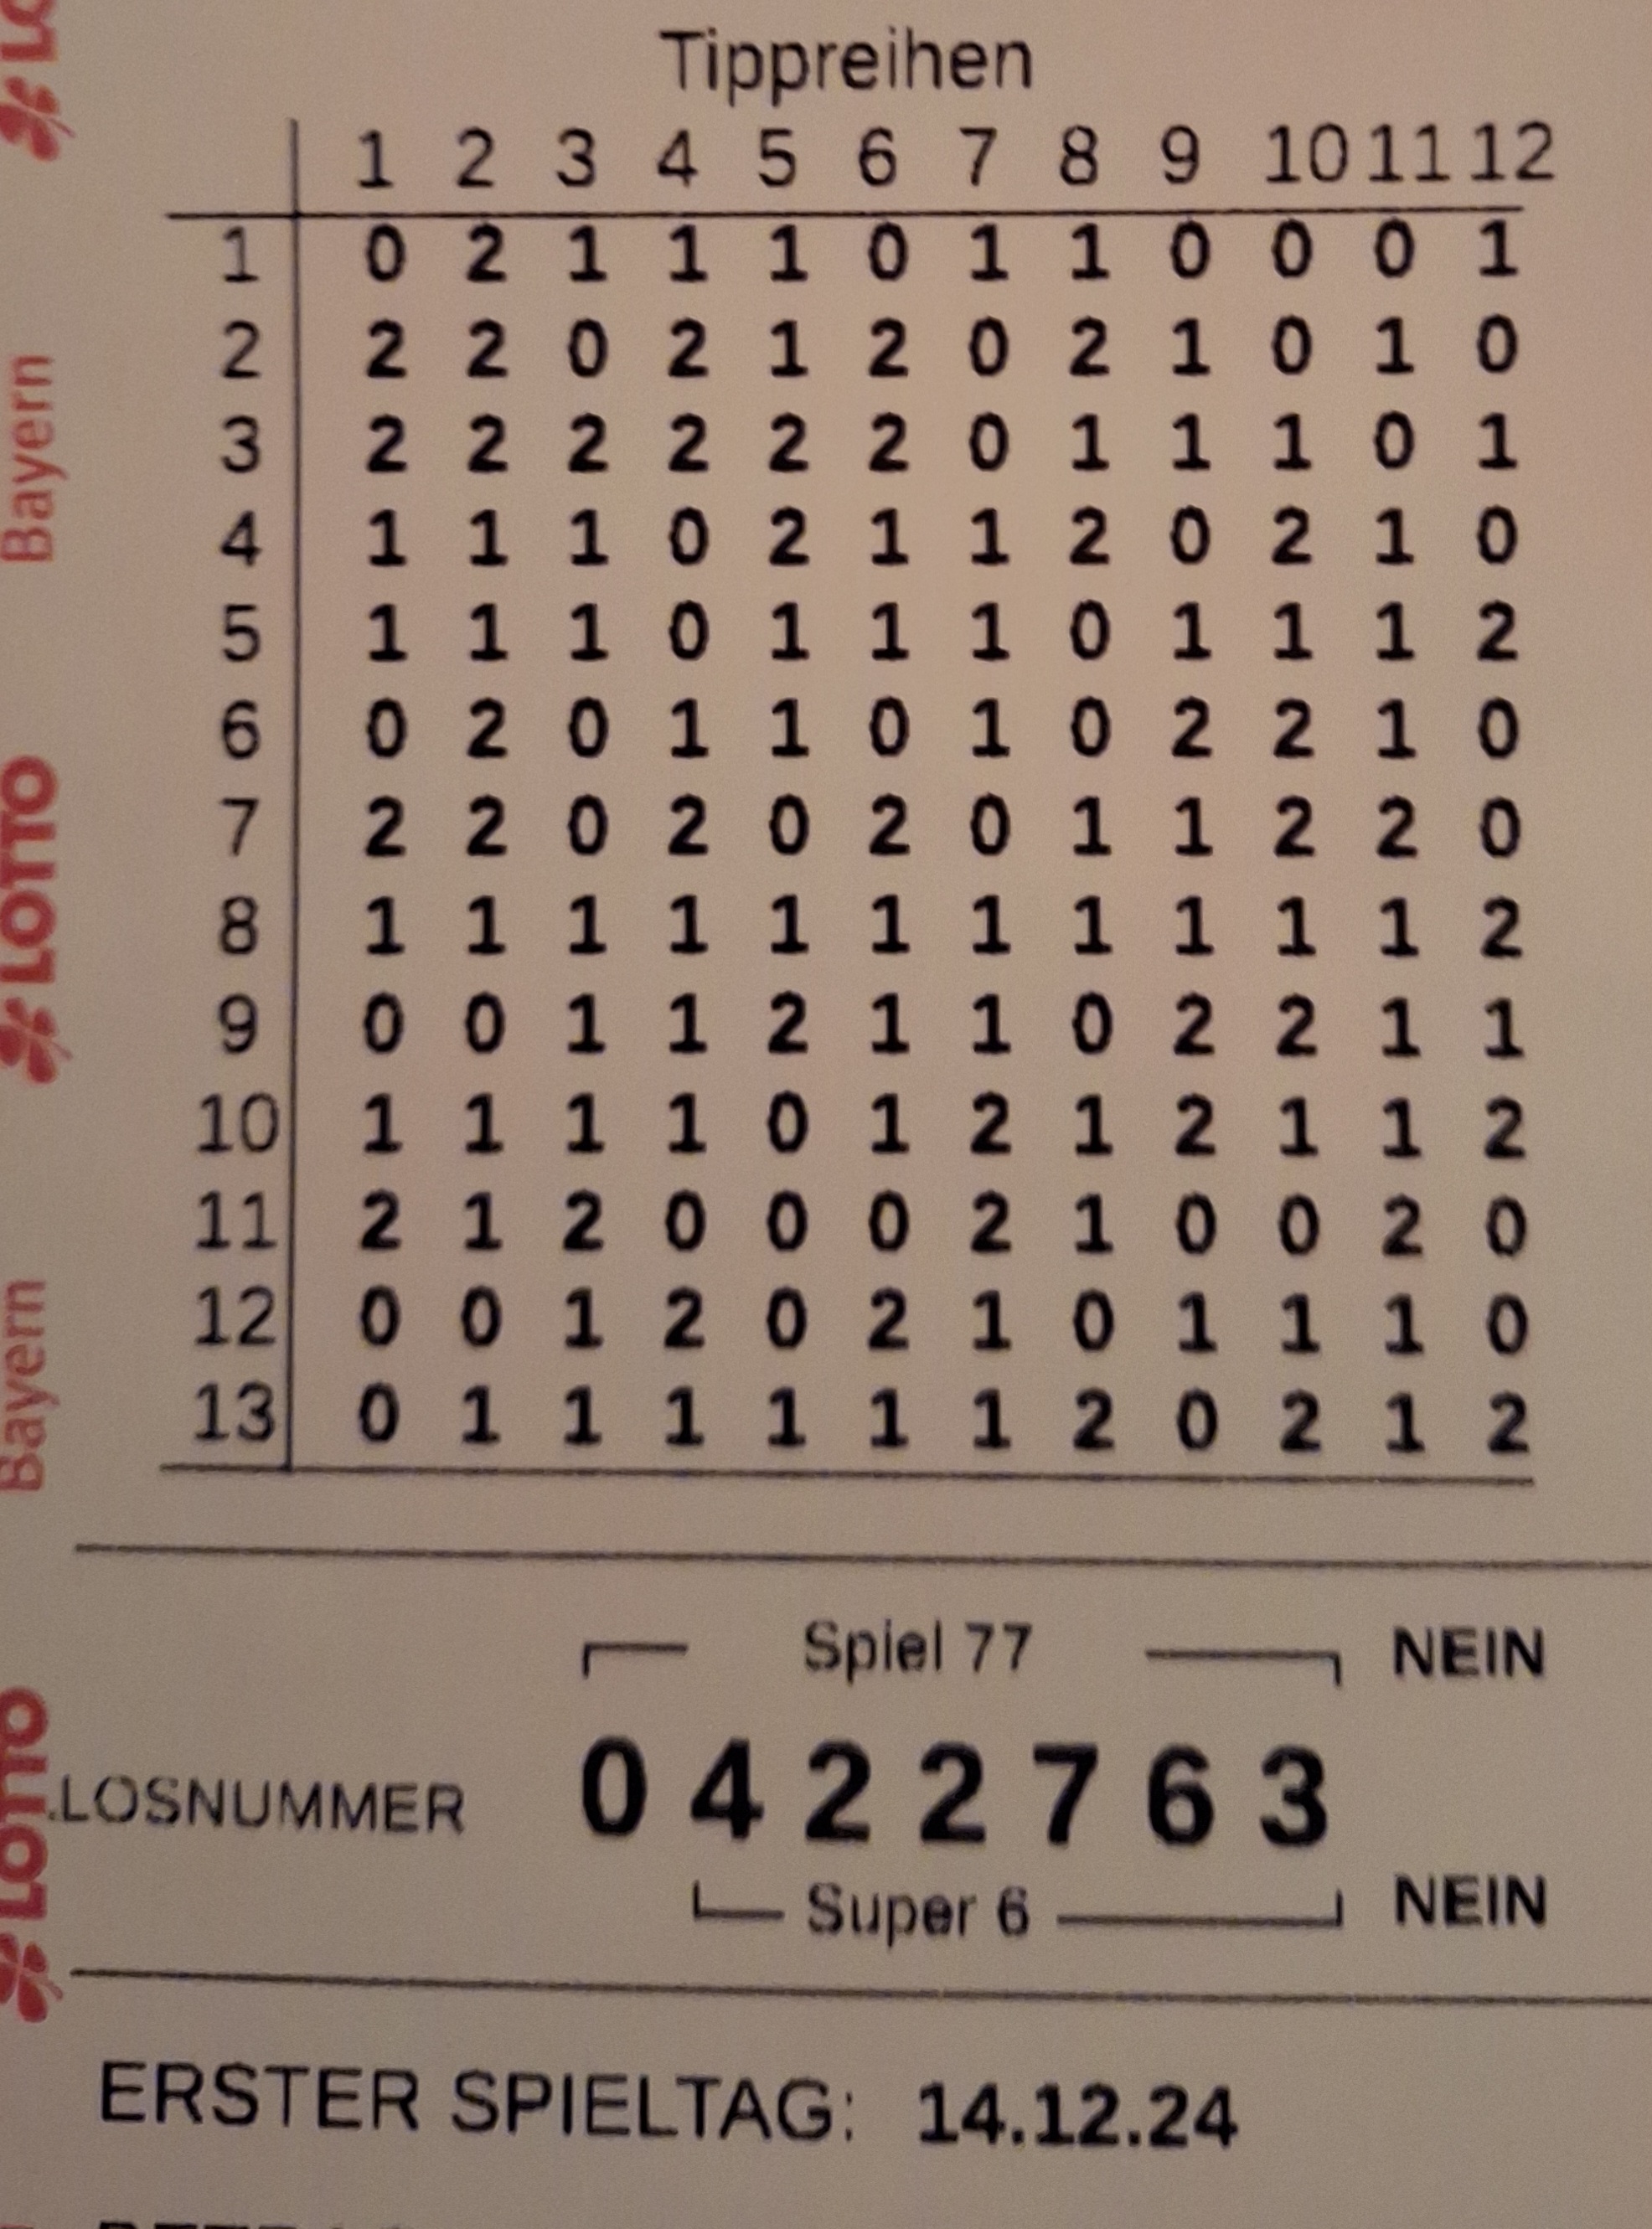 Tippreihen
1 2 3 4 5 6 7 8 9 10 11 12
1 0 2 1 1 1 0 1 1 0 0 0 1
2 2 2 0 2 1 2 0 2 1 0 1 0
3 2 2 2 2 2 2 0 1 1 1 0 1
4 1 1 1 0 2 1 1 2 0 2 1 0
5 1 1 1 0 1 1 1 0 1 1 1 2
6 0 2 0 1 1 0 1 0 2 2 1 0
7 2 2 0 2 0 2 0 1 1 2 2 0
8 1 1 1 1 1 1 1 1 1 1 1 2
9 0 0 1 1 2 1 1 0 2 2 1 1
10 1 1 1 1 0 1 2 1 2 1 1 2
11 2 1 2 0 0 0 2 1 0 0 2 0
12 0 0 1 2 0 2 1 0 1 1 1 0
13 0 1 1 1 1 1 1 2 0 2 1 2
Spiel 77 NEIN
LOSNUMMER 0 4 2 2 7 6 3
Super 6 NEIN
ERSTER SPIELTAG: 14.12.24
LOTTO
Bayern
LOTTO
Bayern